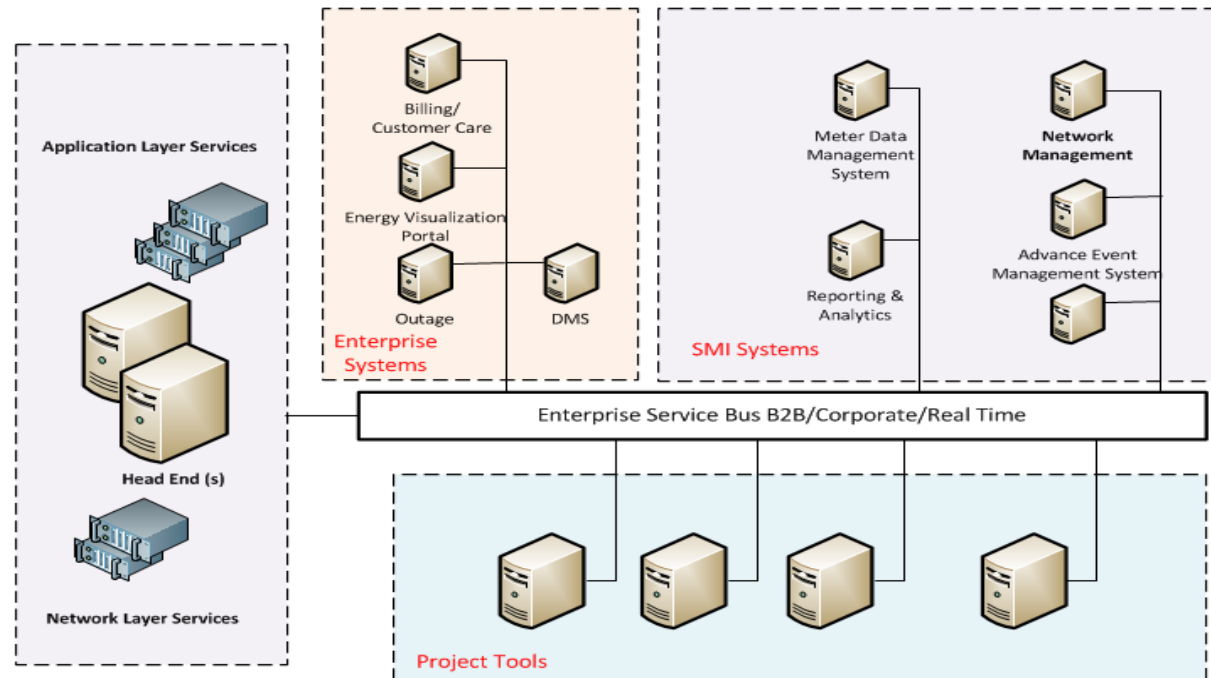 Application Layer Services
Head End (s)
Network Layer Services
Billing/
Customer Care
Energy Visualization
Portal
Outage
DMS
Enterprise
Systems
Meter Data
Management
System
Reporting &
Analytics
Network
Management
Advance Event
Management System
SMI Systems
Enterprise Service Bus B2B/Corporate/Real Time
Project Tools